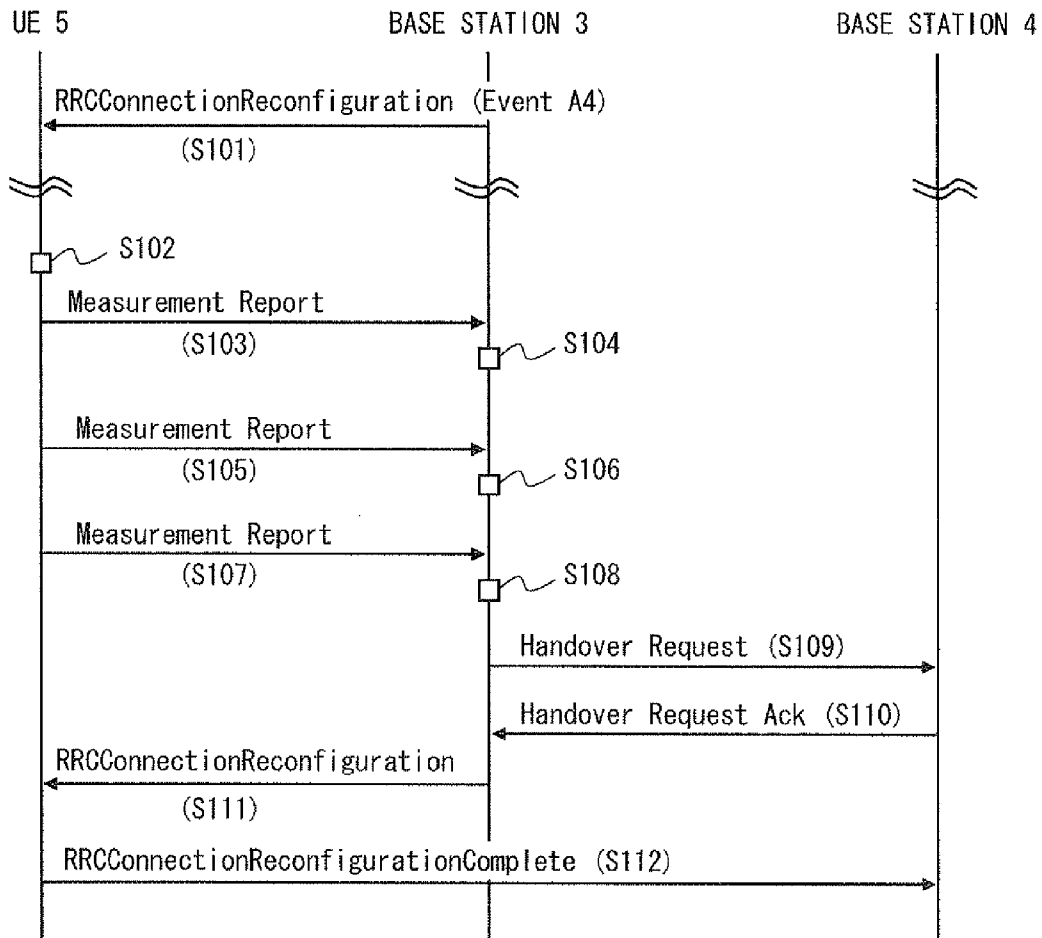 UE 5 BASE STATION 3 BASE STATION 4
RRCConnectionReconfiguration (Event A4)
(S101)
S102
Measurement Report
(S103)
S104
Measurement Report
(S105)
S106
Measurement Report
(S107)
S108
Handover Request (S109)
Handover Request Ack (S110)
RRCConnectionReconfiguration
(S111)
RRCConnectionReconfigurationComplete (S112)